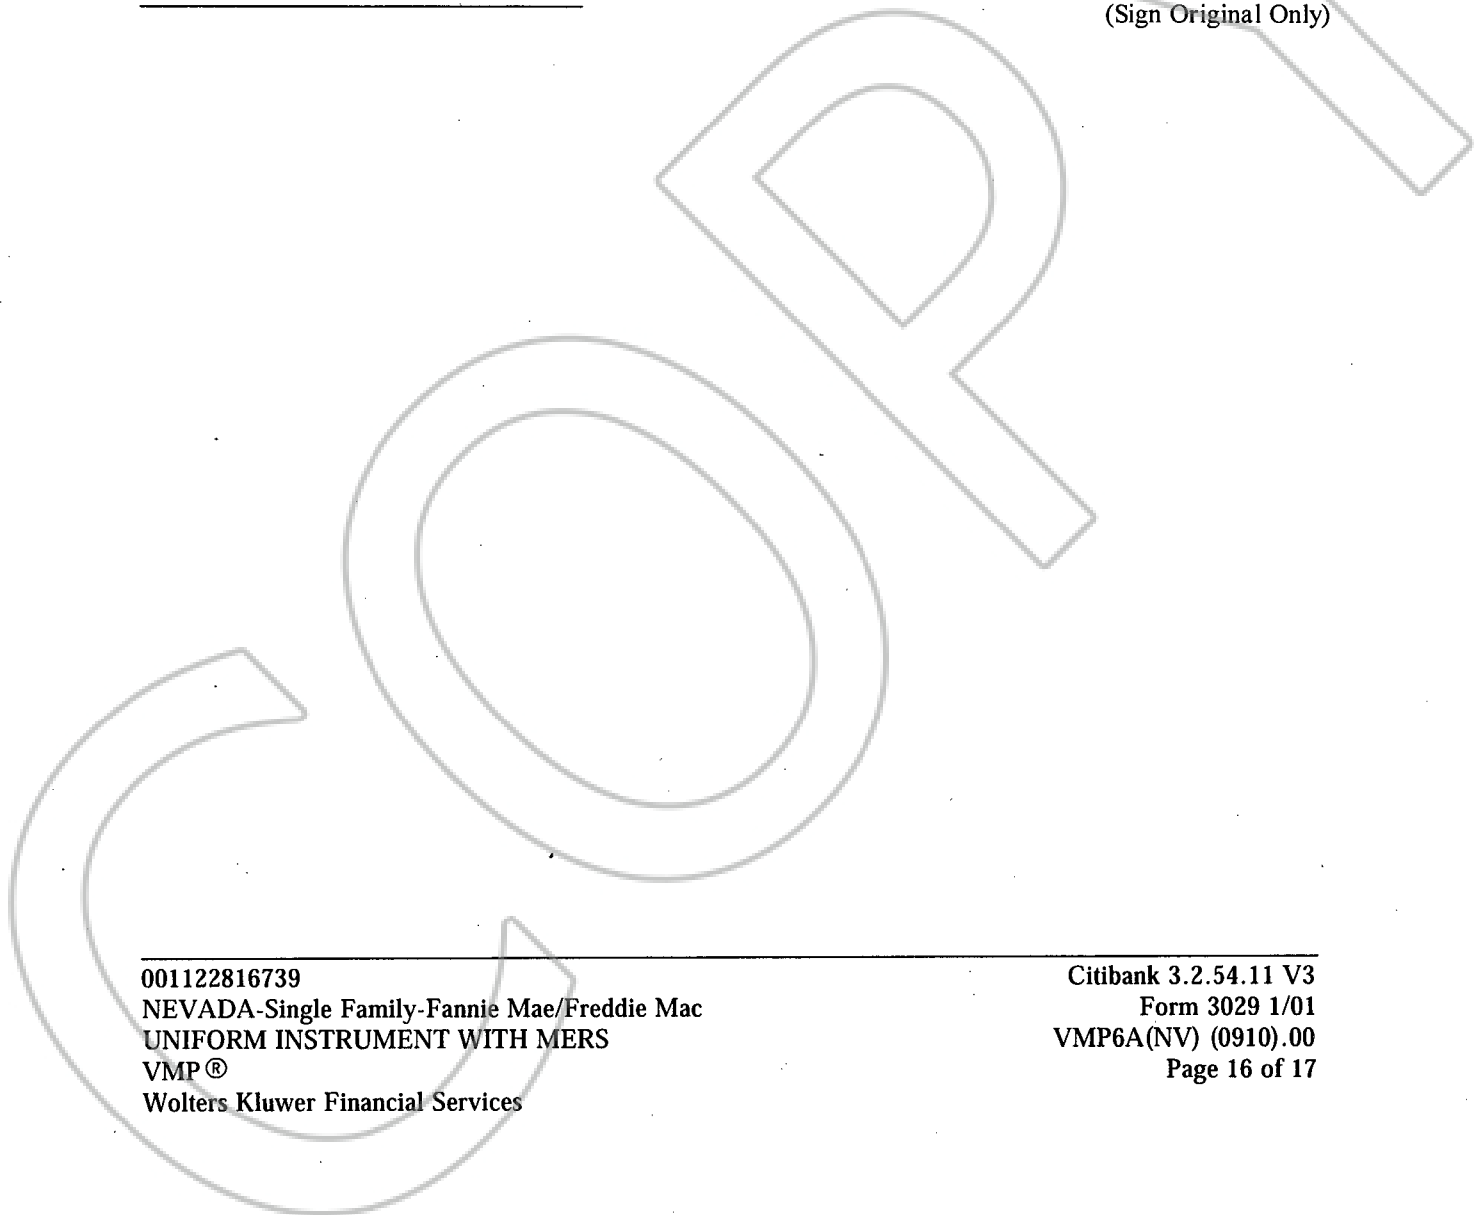 (Sign Original Only)
COPY
001122816739
NEVADA-Single Family-Fannie Mae/Freddie Mac
UNIFORM INSTRUMENT WITH MERS
VMP®
Wolters Kluwer Financial Services
Citibank 3.2.54.11 V3
Form 3029 1/01
VMP6A(NV) (0910).00
Page 16 of 17